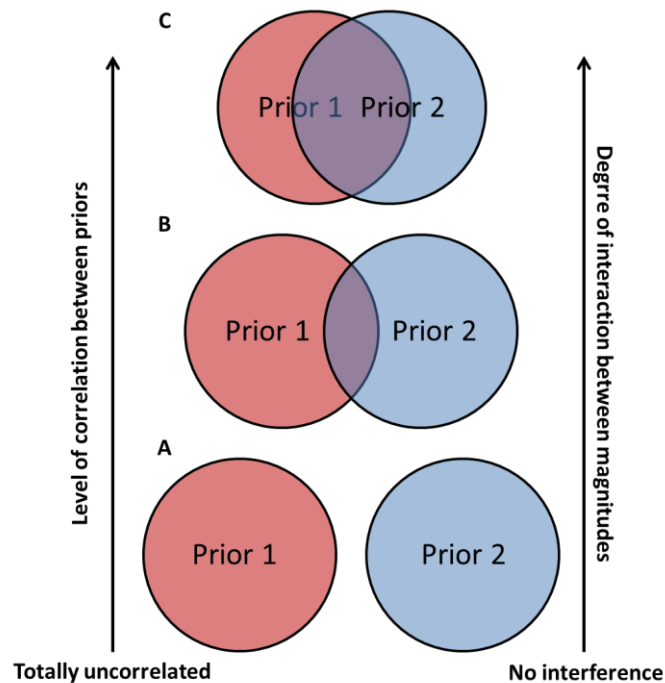 C
Prior 1
Prior 2
B
Prior 1
Prior 2
A
Prior 1
Prior 2
Level of correlation between priors
Degrre of interaction between magnitudes
Totally uncorrelated
No interference